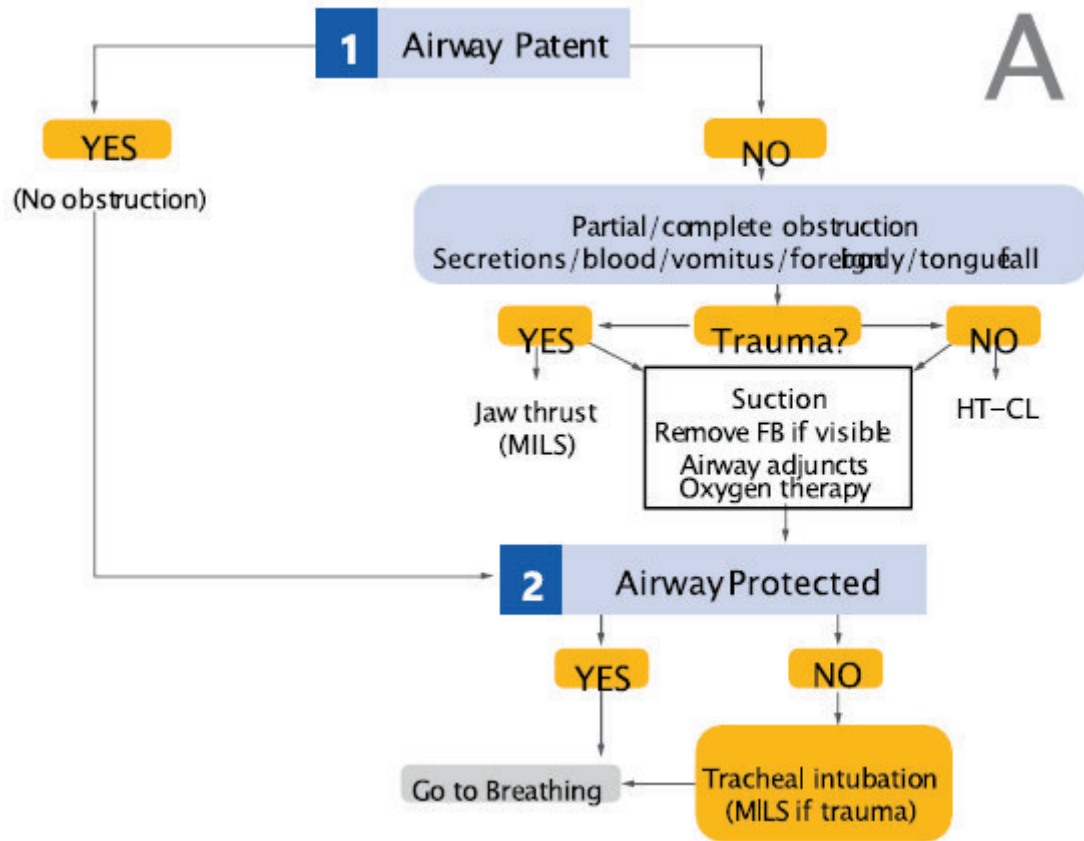 1 Airway Patent
A
YES
NO
(No obstruction)
Partial/complete obstruction
Secretions/blood/vomitus/foreign body/tongue fall
YES
Trauma?
NO
Jaw thrust
(MILS)
Suction
Remove FB if visible
Airway adjuncts
Oxygen therapy
HT-CL
2 Airway Protected
YES
NO
Go to Breathing
Tracheal intubation
(MILS if trauma)